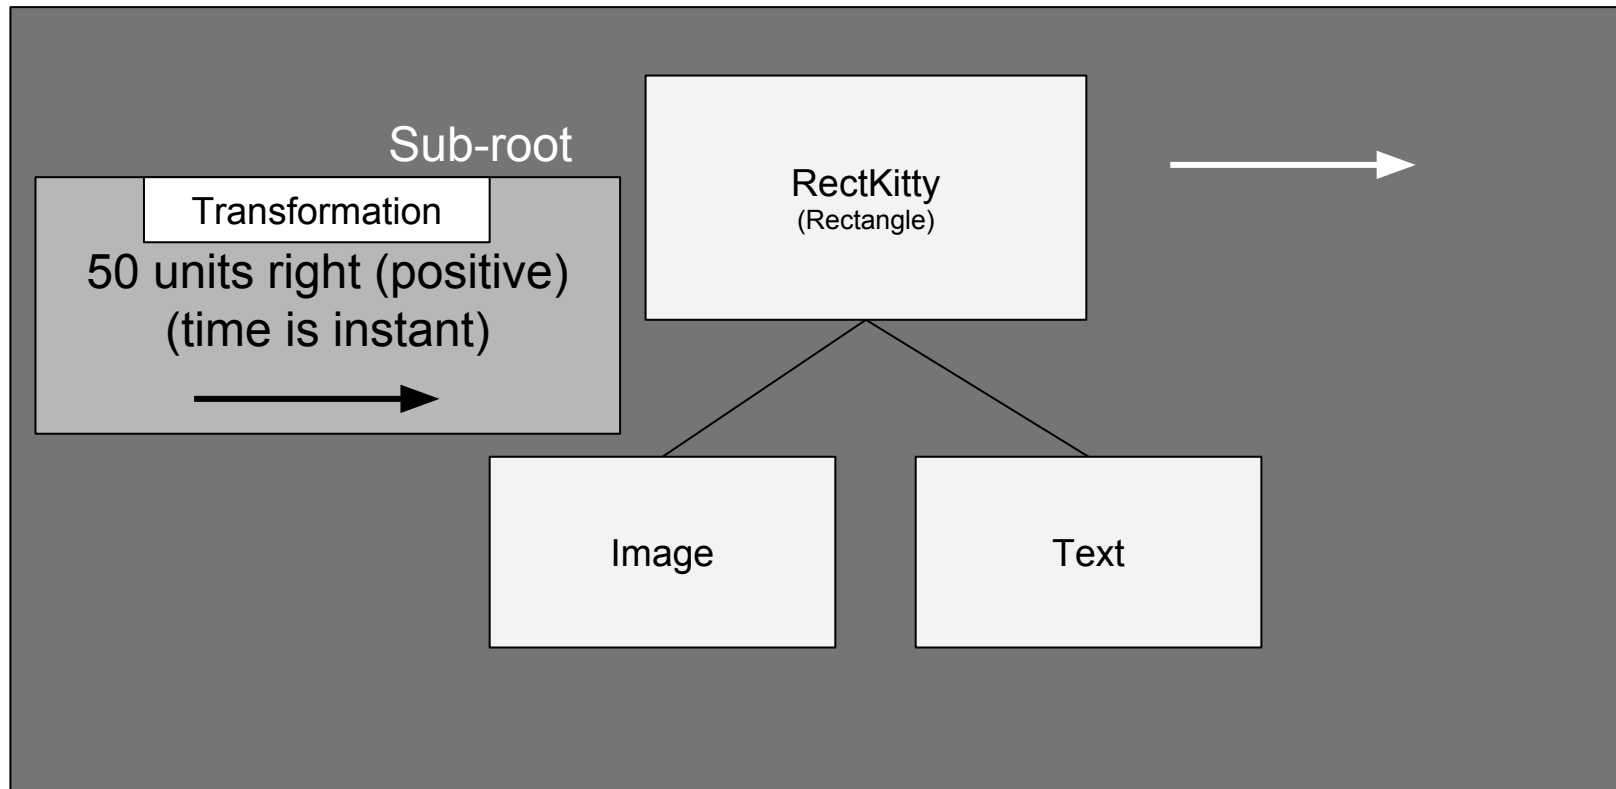 Sub-root
Transformation
50 units right (positive)
(time is instant)
RectKitty
(Rectangle)
Image
Text